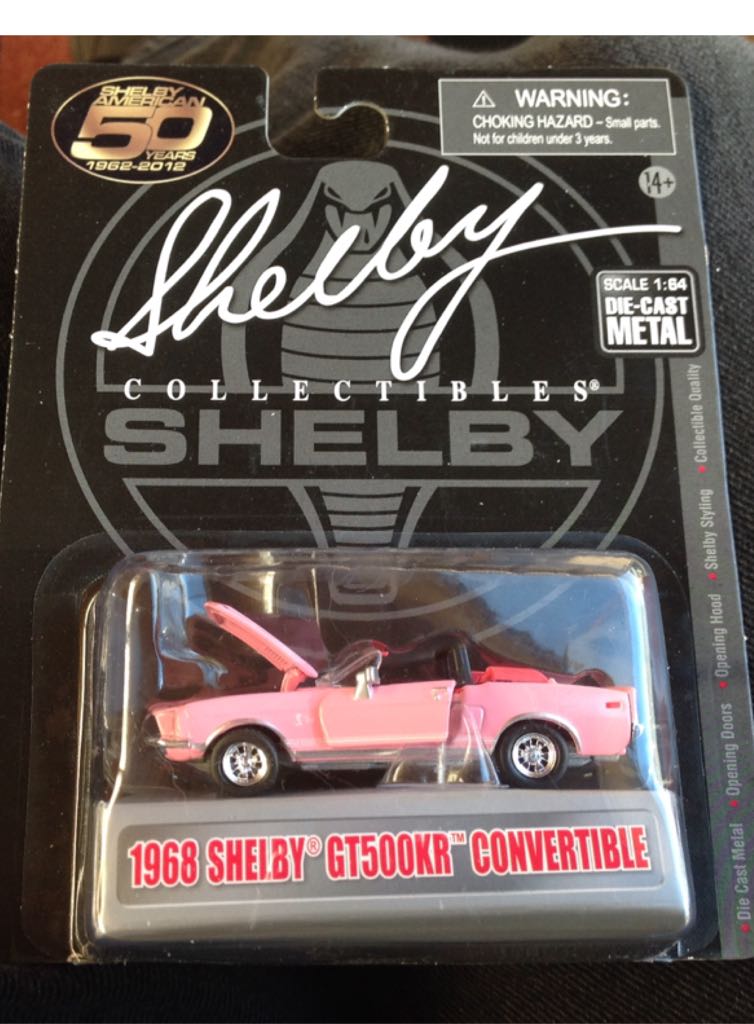 SHELBY
AMERICAN
50
YEARS
1962-2012
WARNING:
CHOKING HAZARD – Small parts.
Not for children under 3 years.
14+
Shelby
SCALE 1:64
DIE-CAST
METAL
COLLECTIBLES®
SHELBY
• Die Cast Metal • Opening Doors • Opening Hood • Shelby Styling • Collectible Quality
1968 SHELBY® GT500KR™ CONVERTIBLE